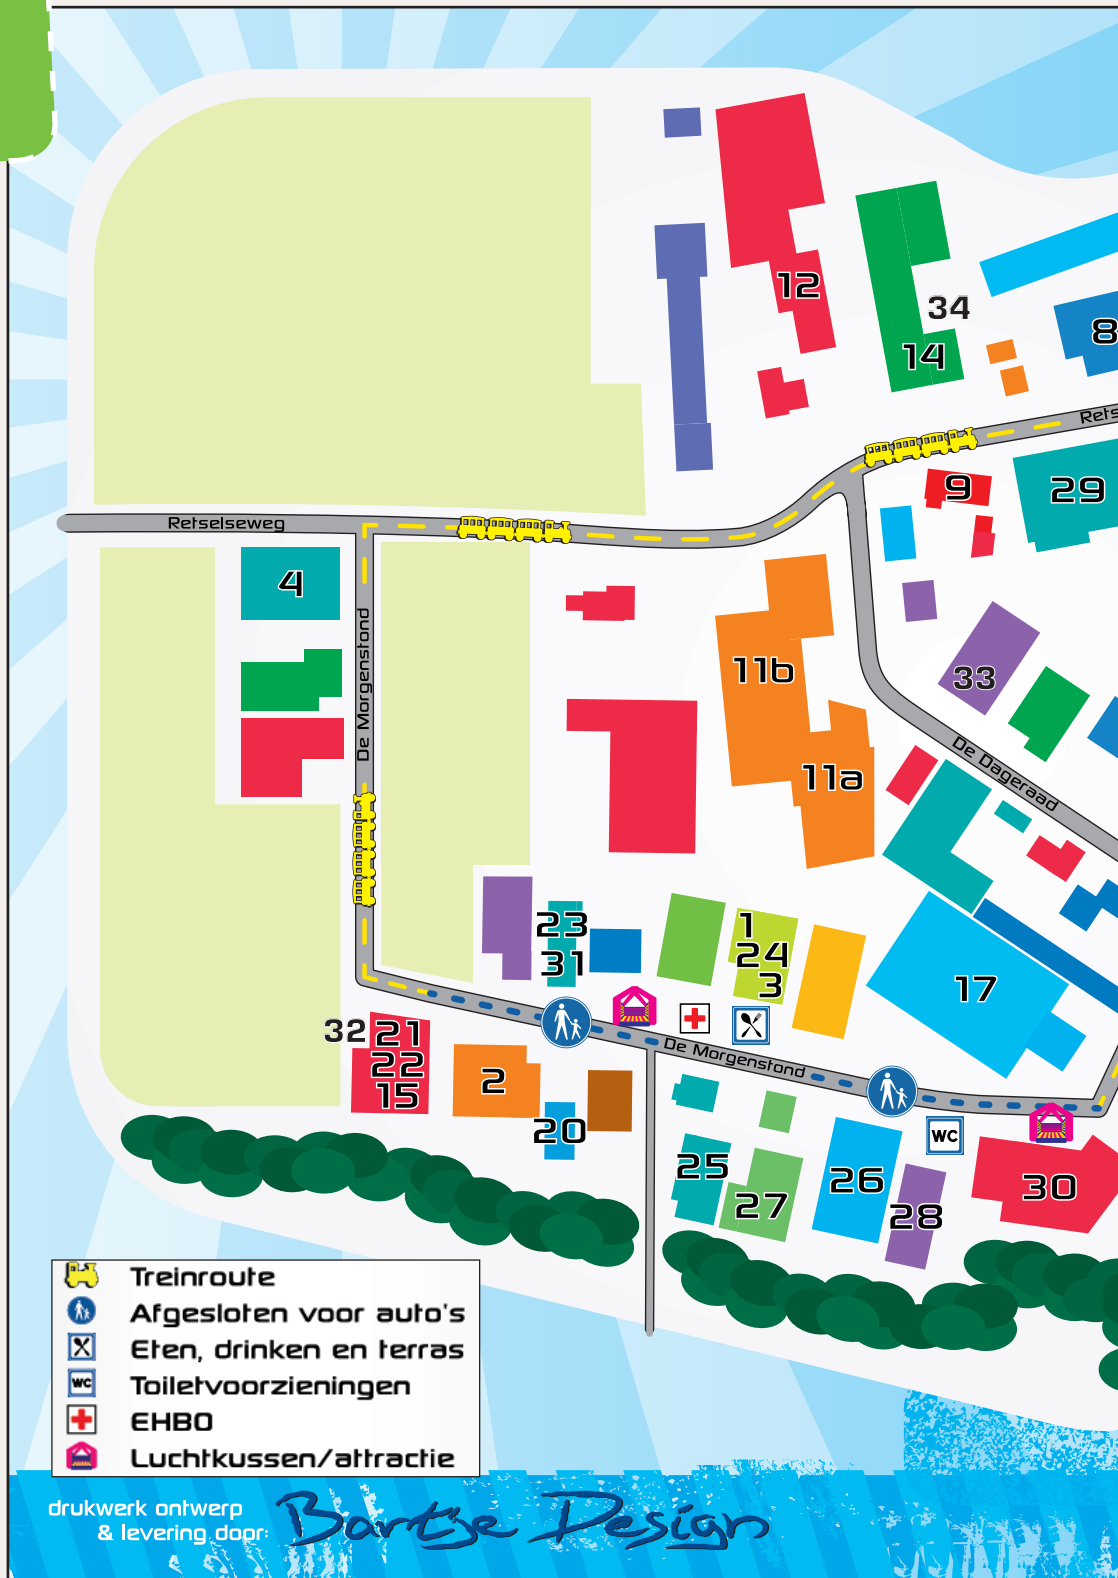 12
34
14
8
Rets
9
29
Retselseweg
4
De Morgenstond
11b
33
11a
De Dageraad
23
31
1
24
3
17
32 21
22
15
2
20
De Morgenstond
WC
25
27
26
28
30
Treinroute
Afgesloten voor auto's
Eten, drinken en terras
WC Toiletvoorzieningen
EHBO
Luchtkussen/attractie
drukwerk ontwerp
& levering door:
Bartje Design